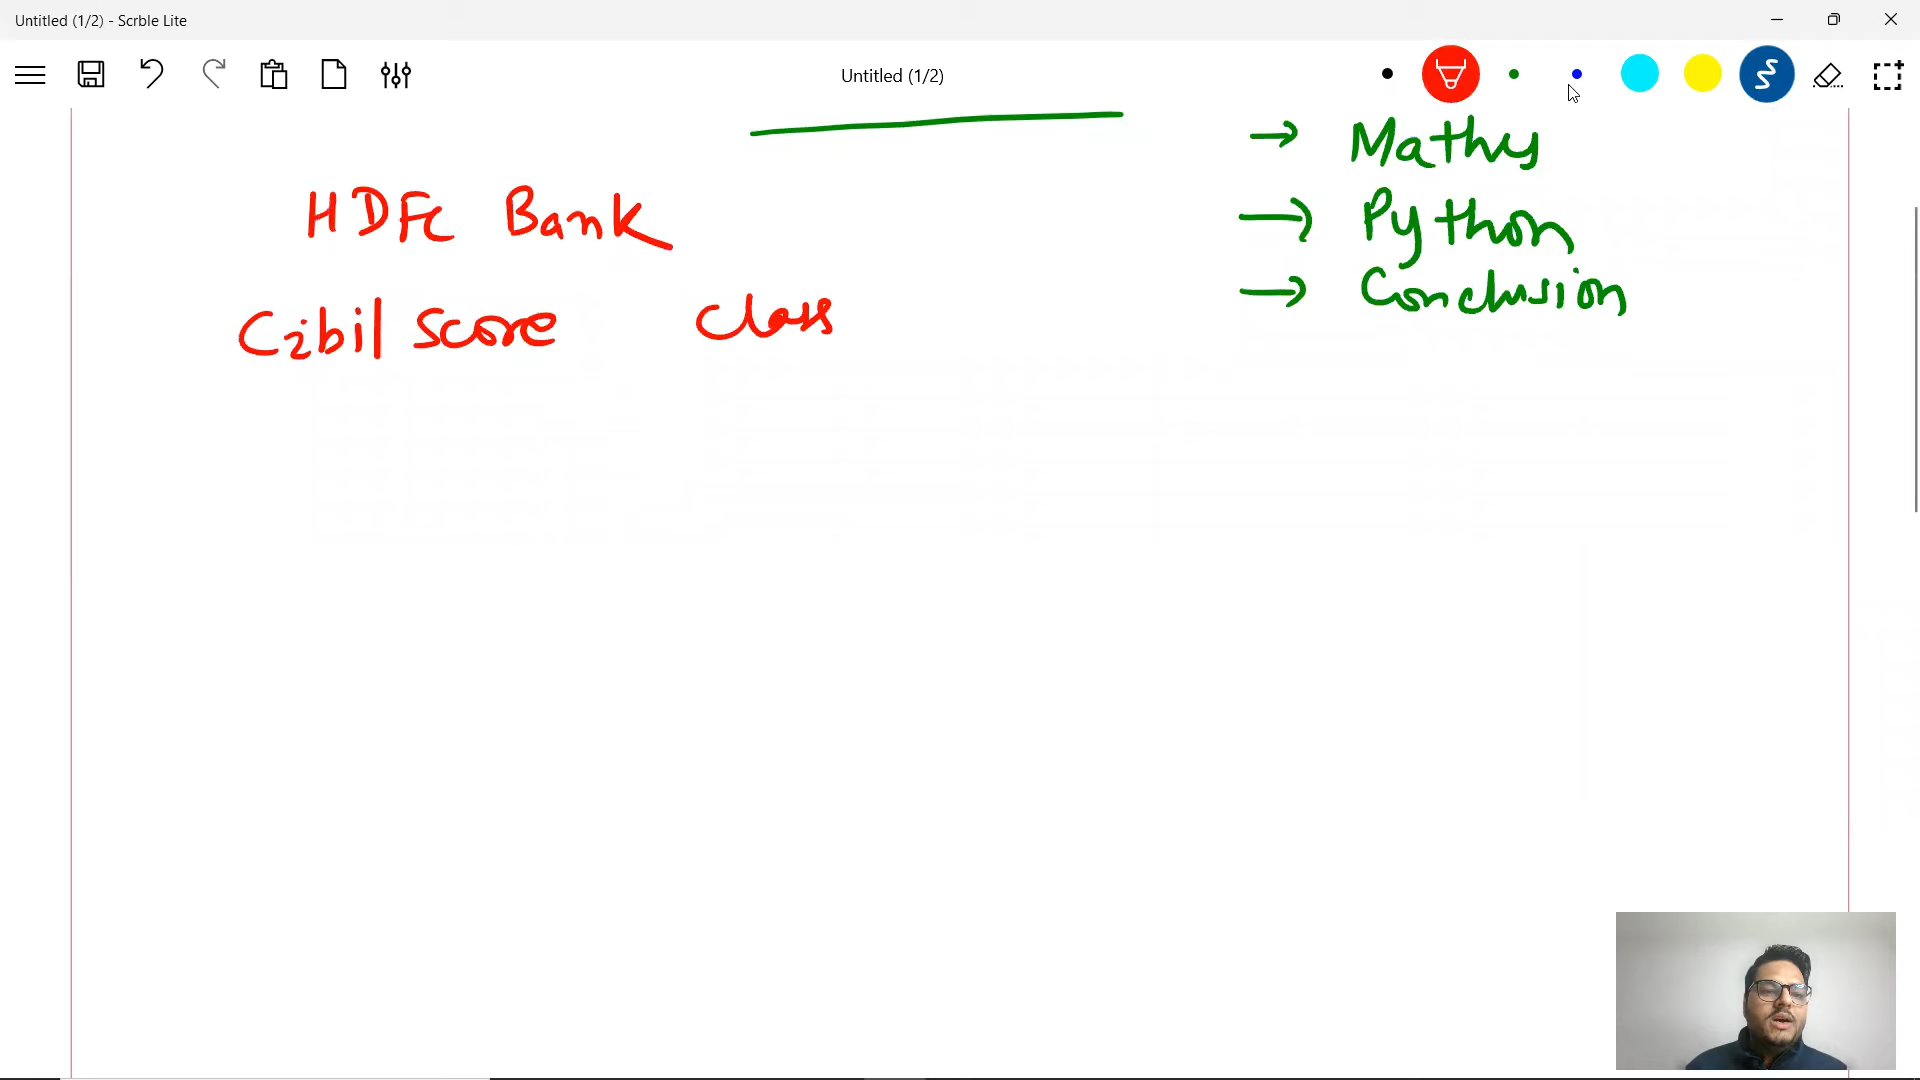 Untitled (1/2) - Scrble Lite
Untitled (1/2)
→ Maths
HDFC Bank
→ Python
→ Conclusion
Cibil Score Class